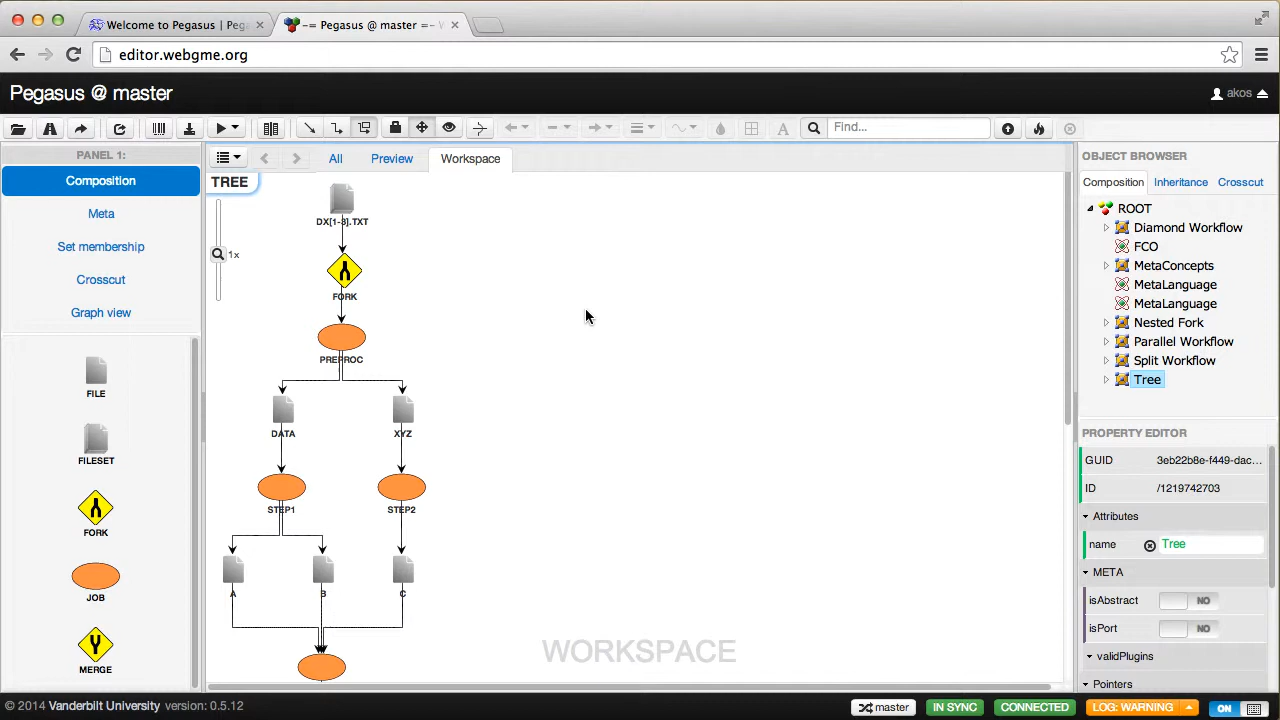 Welcome to Pegasus | Peg
-= Pegasus @ master =-
editor.webgme.org
Pegasus @ master
akos
Find...
PANEL 1:
Composition
Meta
Set membership
Crosscut
Graph view
FILE
FILESET
FORK
JOB
MERGE
All
Preview
Workspace
TREE
1x
DX[1-8].TXT
FORK
PREPROC
DATA
XYZ
STEP1
STEP2
A
B
C
WORKSPACE
OBJECT BROWSER
Composition
Inheritance
Crosscut
ROOT
Diamond Workflow
FCO
MetaConcepts
MetaLanguage
MetaLanguage
Nested Fork
Parallel Workflow
Split Workflow
Tree
PROPERTY EDITOR
GUID 3eb22b8e-f449-dac...
ID /1219742703
Attributes
name Tree
META
isAbstract NO
isPort NO
validPlugins
Pointers
© 2014 Vanderbilt University version: 0.5.12
master
IN SYNC
CONNECTED
LOG: WARNING
ON